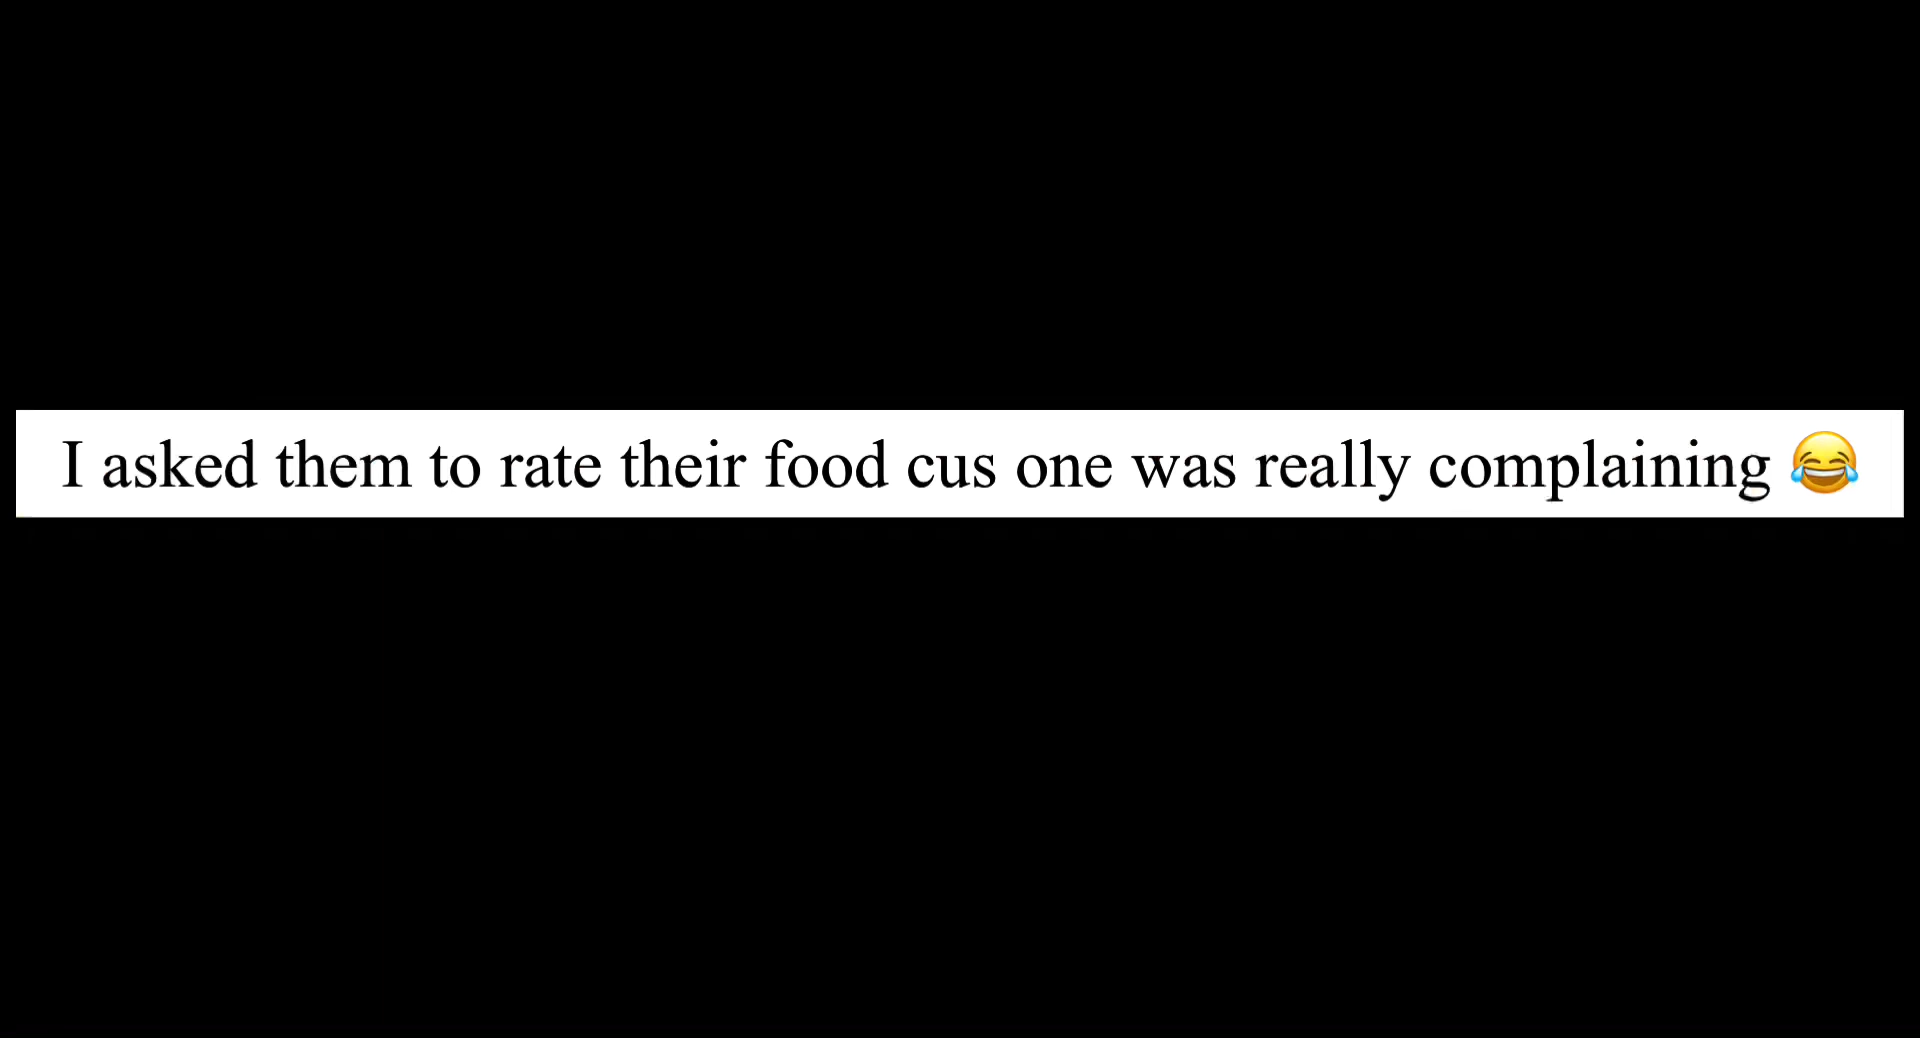 I asked them to rate their food cus one was really complaining 😂